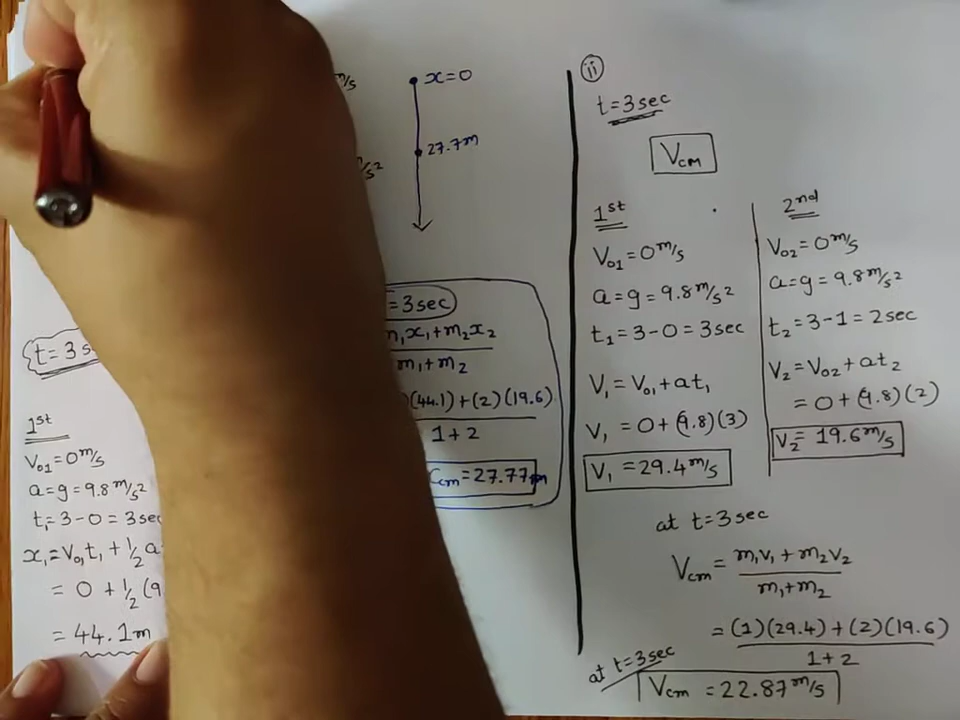 m/s
x=0
27.7m
m/s²
t=3s
1st
V₀₁=0m/s
a=g=9.8m/s²
t₁=3-0=3sec
x₁=V₀₁t₁+½a
=0+½(9
=44.1m
=3sec
m₁x₁+m₂x₂
m₁+m₂
)(44.1)+(2)(19.6)
1+2
cm=27.77m
ii
t=3sec
Vcm
1st
V₀₁=0m/s
a=g=9.8m/s²
t₁=3-0=3sec
V₁=V₀₁+at₁
V₁=0+(9.8)(3)
V₁=29.4m/s
2nd
V₀₂=0m/s
a=g=9.8m/s²
t₂=3-1=2sec
V₂=V₀₂+at₂
=0+(9.8)(2)
V₂=19.6m/s
at t=3sec
Vcm=m₁v₁+m₂v₂
m₁+m₂
=(1)(29.4)+(2)(19.6)
1+2
at t=3sec
Vcm=22.87m/s